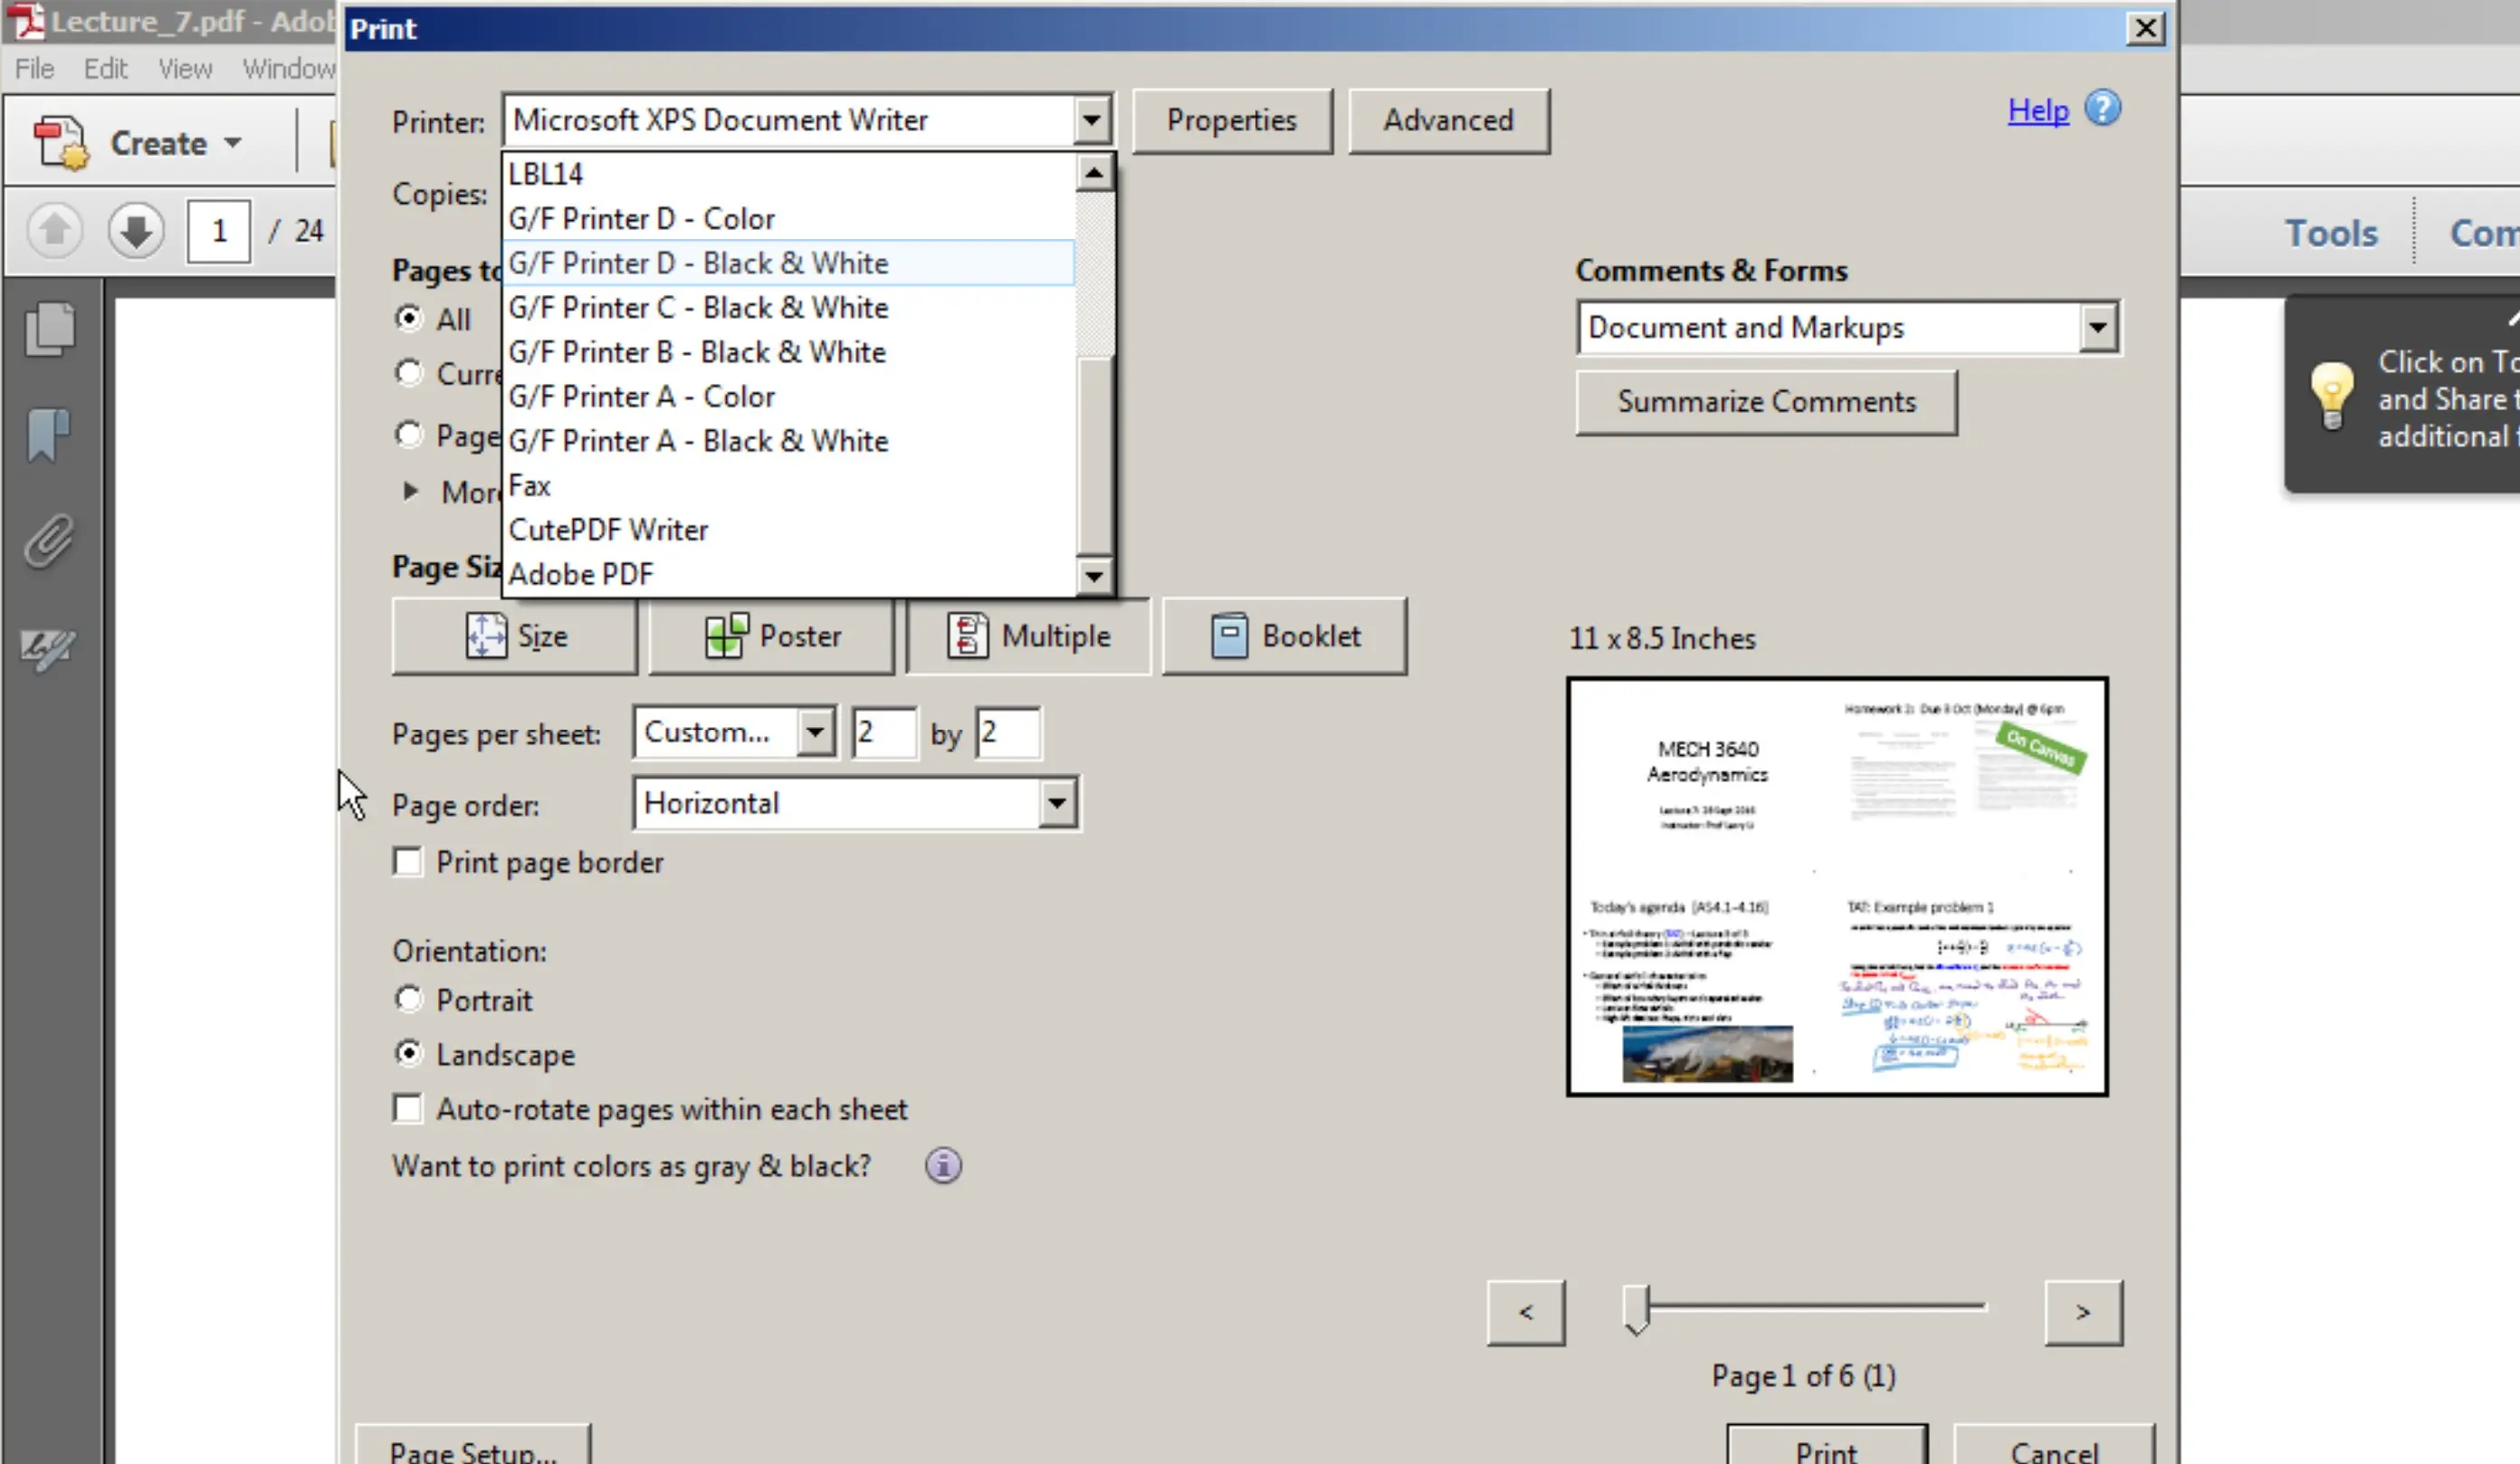 Lecture_7.pdf - Adob
Print
File Edit View Window
Create
1 / 24
Printer: Microsoft XPS Document Writer Properties Advanced Help
Copies:
LBL14
G/F Printer D - Color
G/F Printer D - Black & White
G/F Printer C - Black & White
G/F Printer B - Black & White
G/F Printer A - Color
G/F Printer A - Black & White
Fax
CutePDF Writer
Adobe PDF
Pages to
All
Curre
Page
More
Page Siz
Comments & Forms
Document and Markups
Summarize Comments
Tools Com
Click on To
and Share t
additional f
Size Poster Multiple Booklet
Pages per sheet: Custom... 2 by 2
Page order: Horizontal
Print page border
Orientation:
Portrait
Landscape
Auto-rotate pages within each sheet
Want to print colors as gray & black?
11 x 8.5 Inches
MECH 3640
Aerodynamics
Homework 2: Due 3 Oct (Monday) @ 6pm
On Canvas
Today's agenda [AS4.1-4.16]
TAT: Example problem 1
< >
Page 1 of 6 (1)
Page Setup... Print Cancel